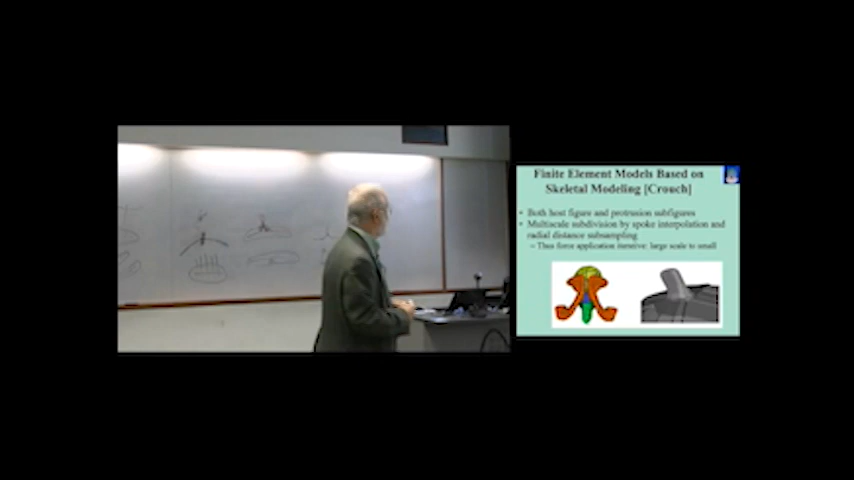 Finite Element Models Based on
Skeletal Modeling [Crouch]
• Both host figure and protrusion subfigures
• Multiscale subdivision by spoke interpolation and
radial distance subsampling
– Thus force application iterative: large scale to small